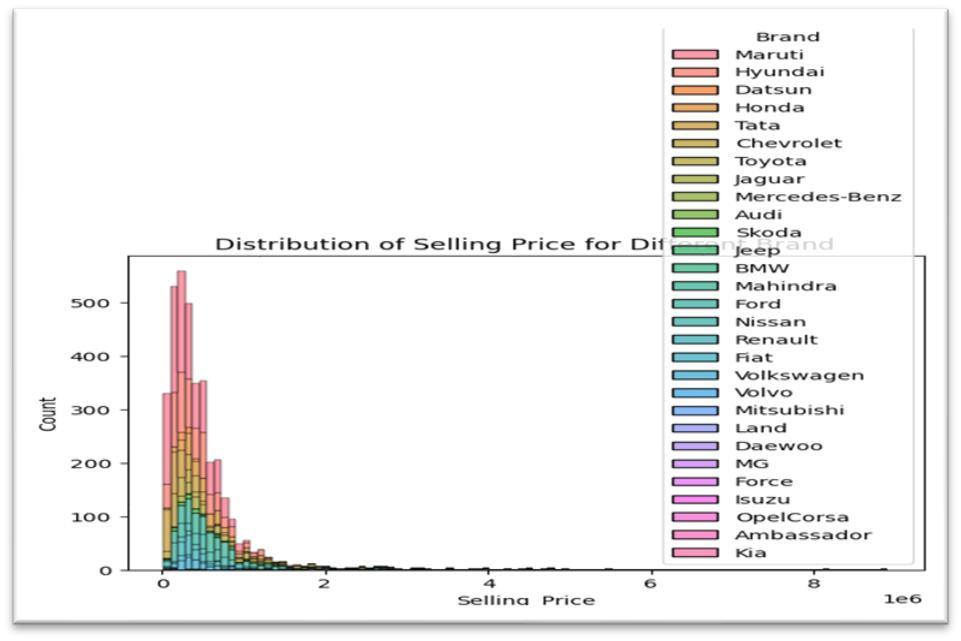 Brand
Maruti
Hyundai
Datsun
Honda
Tata
Chevrolet
Toyota
Jaguar
Mercedes-Benz
Audi
Skoda
Jeep
BMW
Mahindra
Ford
Nissan
Renault
Fiat
Volkswagen
Volvo
Mitsubishi
Land
Daewoo
MG
Force
Isuzu
OpelCorsa
Ambassador
Kia
Distribution of Selling Price for Different Brand
Count
500
400
300
200
100
0
0 2 4 6 8
1e6
Selling Price